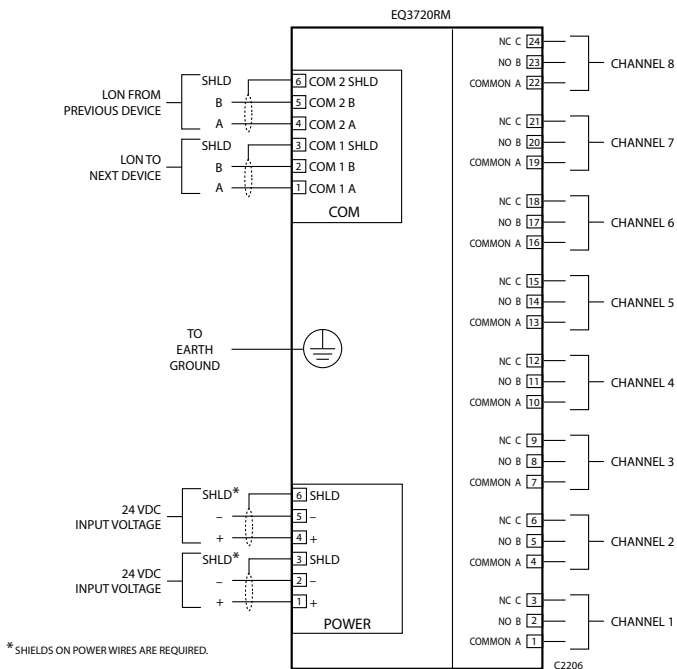 EQ3720RM
LON FROM
PREVIOUS DEVICE
SHLD
B
A
6 COM 2 SHLD
5 COM 2 B
4 COM 2 A
LON TO
NEXT DEVICE
SHLD
B
A
3 COM 1 SHLD
2 COM 1 B
1 COM 1 A
COM
TO
EARTH
GROUND
24 VDC
INPUT VOLTAGE
SHLD*
–
+
6 SHLD
5 –
4 +
24 VDC
INPUT VOLTAGE
SHLD*
–
+
3 SHLD
2 –
1 +
POWER
* SHIELDS ON POWER WIRES ARE REQUIRED.
NC C 24
NO B 23
COMMON A 22
CHANNEL 8
NC C 21
NO B 20
COMMON A 19
CHANNEL 7
NC C 18
NO B 17
COMMON A 16
CHANNEL 6
NC C 15
NO B 14
COMMON A 13
CHANNEL 5
NC C 12
NO B 11
COMMON A 10
CHANNEL 4
NC C 9
NO B 8
COMMON A 7
CHANNEL 3
NC C 6
NO B 5
COMMON A 4
CHANNEL 2
NC C 3
NO B 2
COMMON A 1
CHANNEL 1
C2206